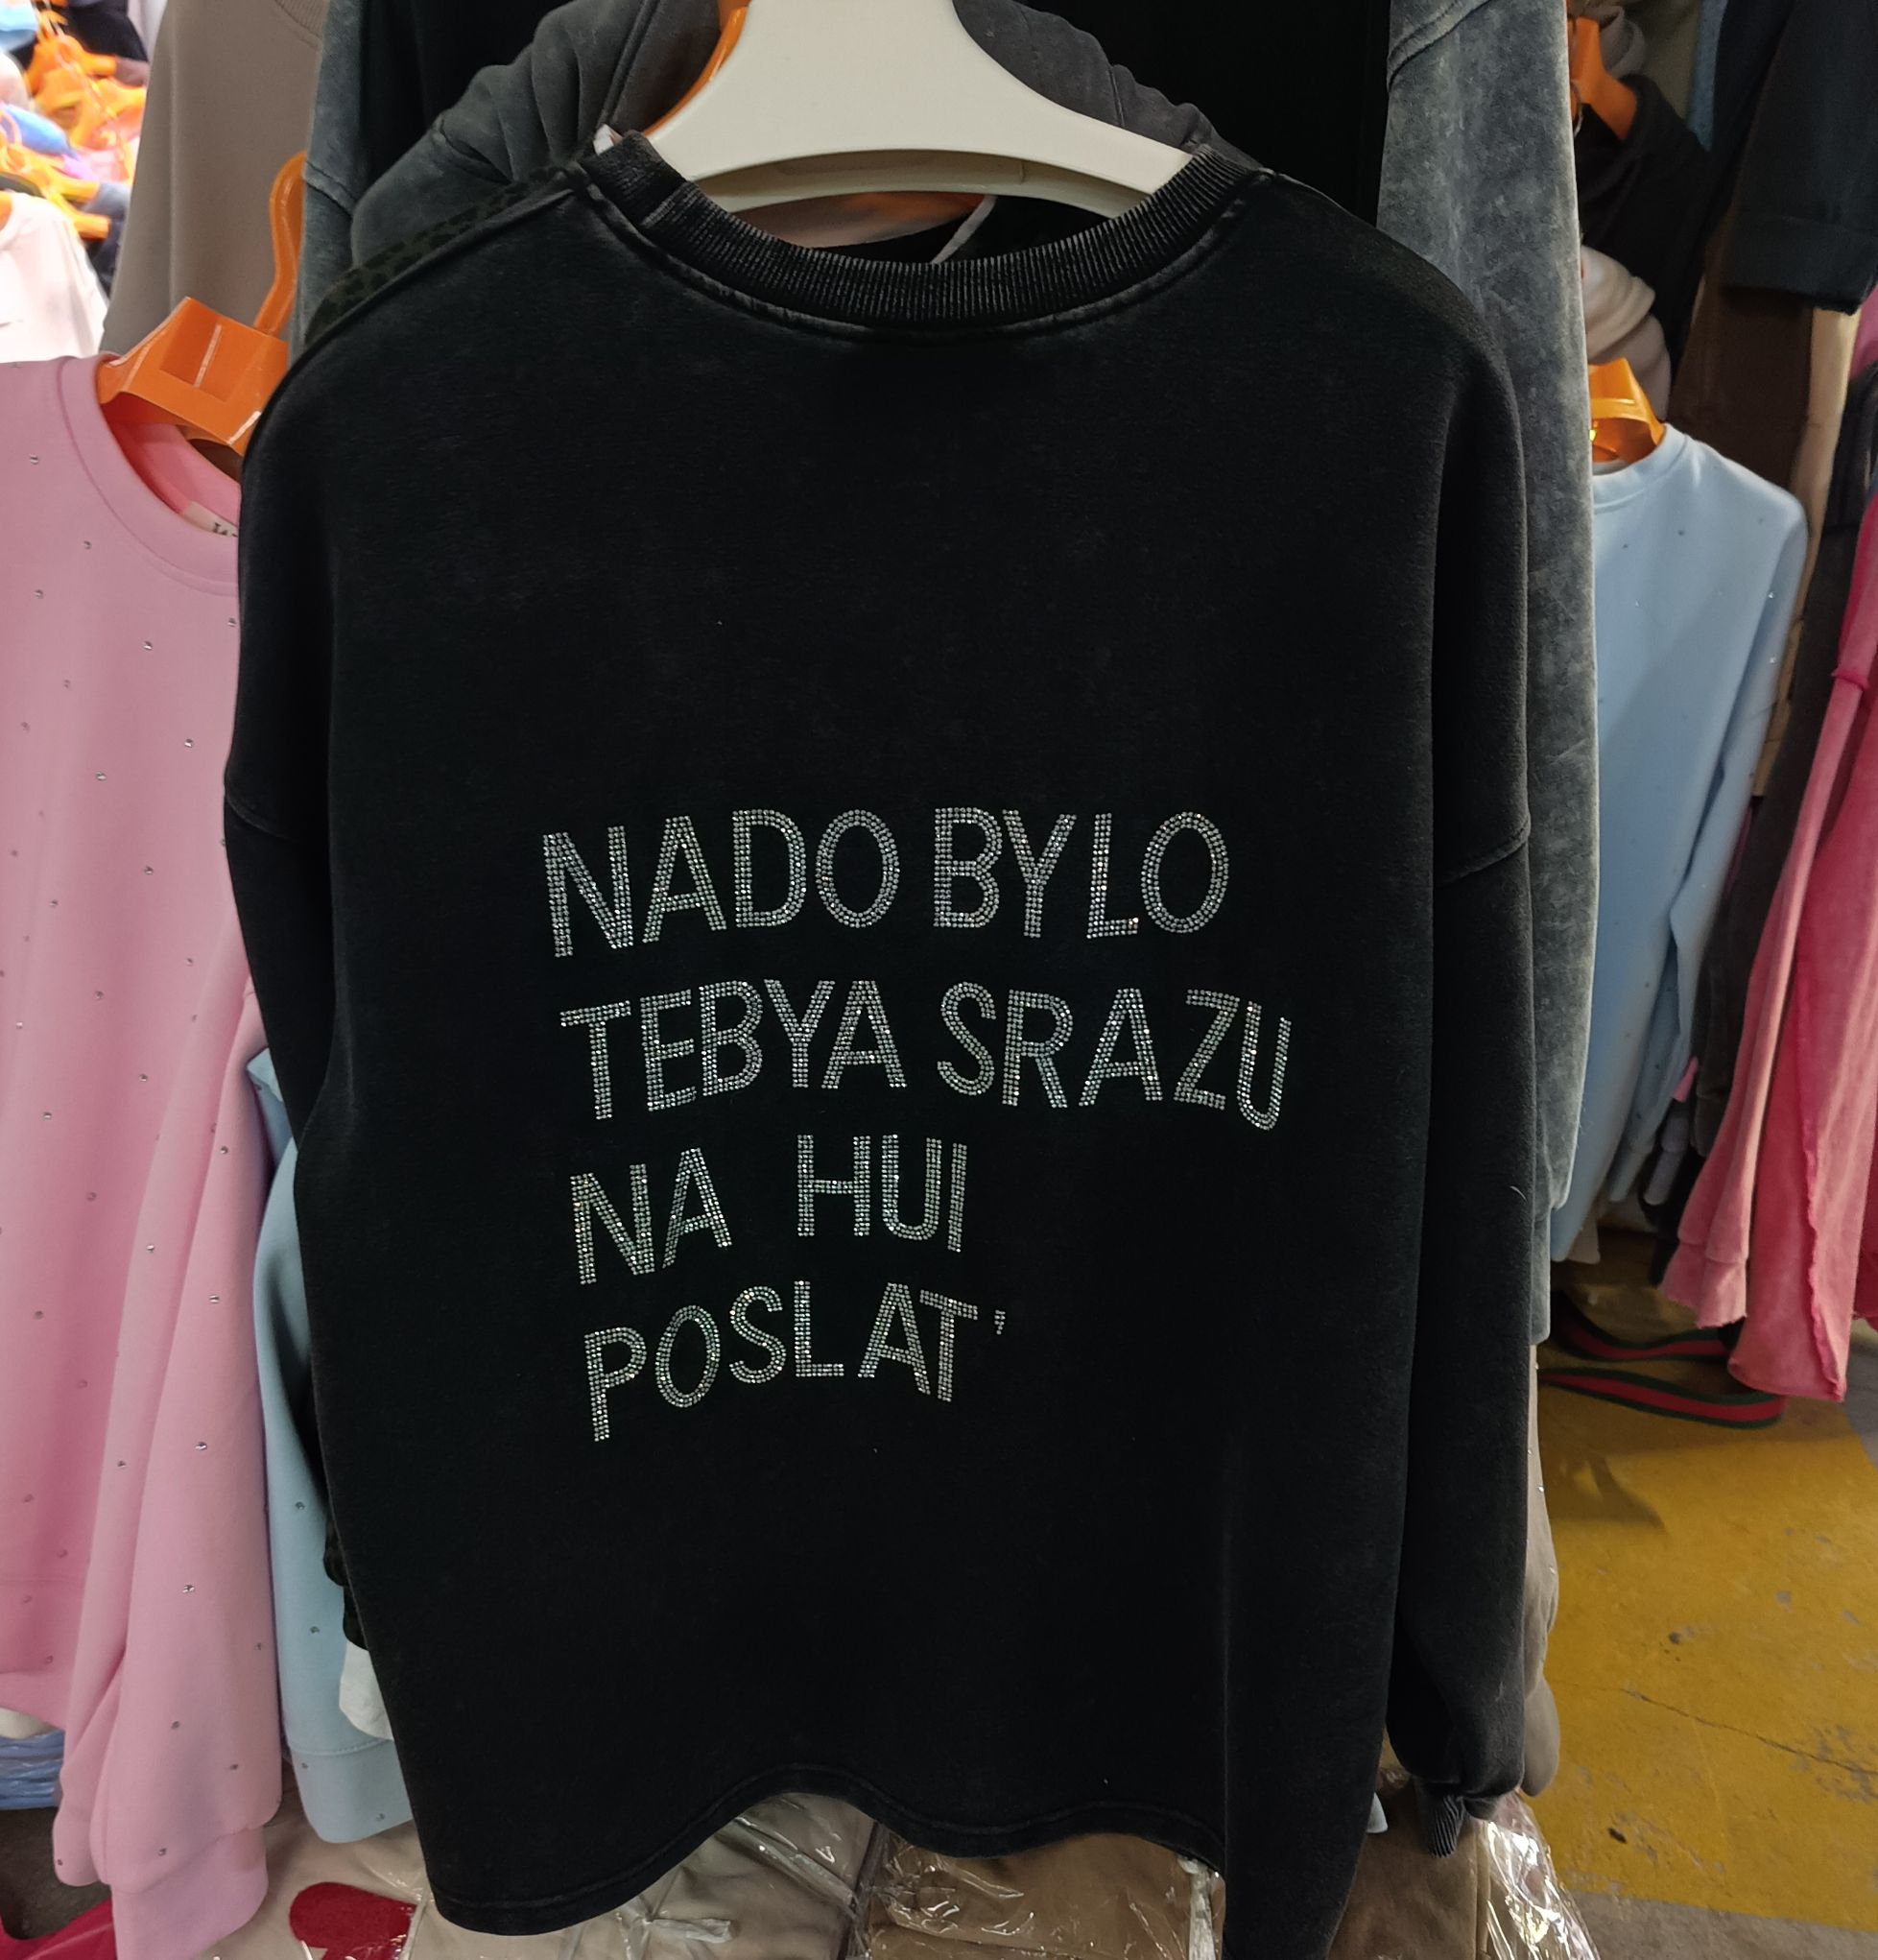 NADO BYLO
TEBYA SRAZU
NA HUI
POSLAT'